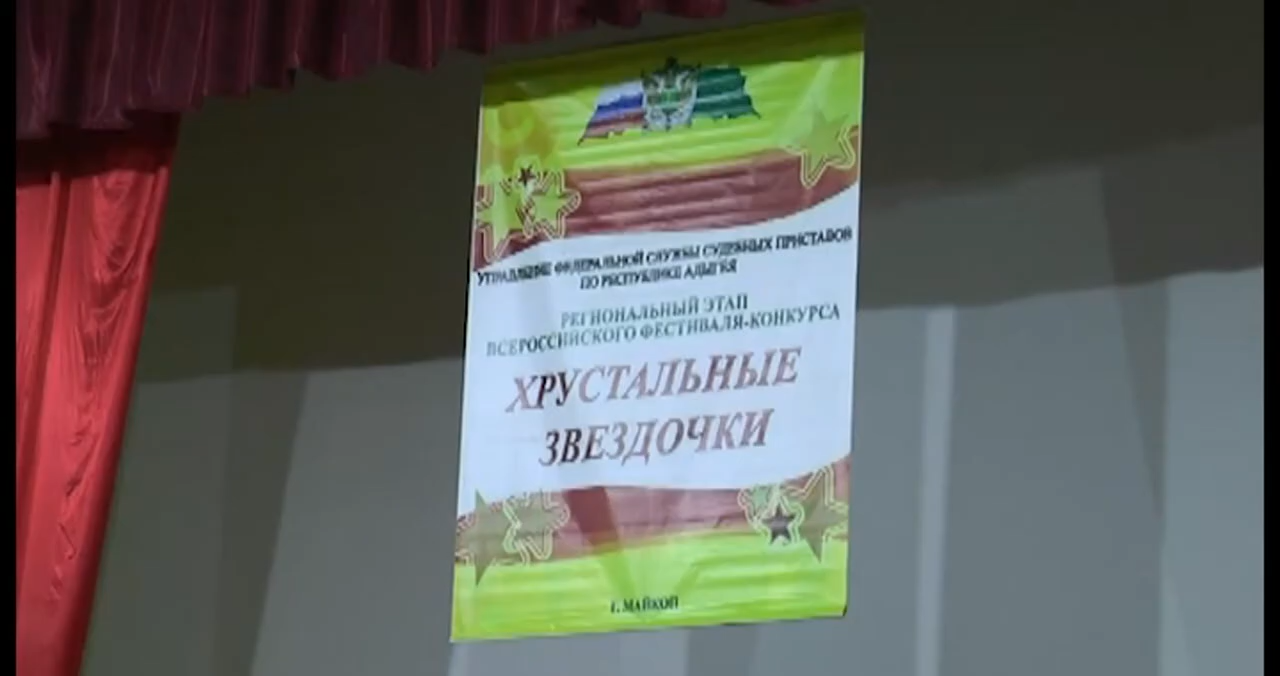 УПРАВЛЕНИЕ ФЕДЕРАЛЬНОЙ СЛУЖБЫ СУДЕБНЫХ ПРИСТАВОВ
ПО РЕСПУБЛИКЕ АДЫГЕЯ
РЕГИОНАЛЬНЫЙ ЭТАП
ВСЕРОССИЙСКОГО ФЕСТИВАЛЯ-КОНКУРСА
ХРУСТАЛЬНЫЕ
ЗВЕЗДОЧКИ
г. МАЙКОП